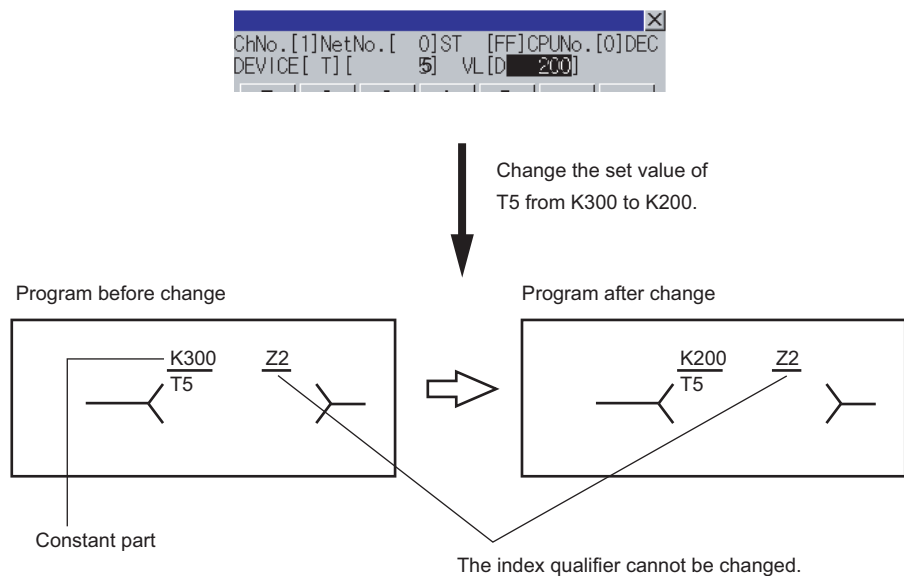 ChNo.[1]NetNo.[ 0]ST [FF]CPUNo.[0]DEC
DEVICE[ T][ 5] VL[D 200]
Change the set value of
T5 from K300 to K200.
Program before change
Program after change
K300 Z2
T5
K200 Z2
T5
Constant part
The index qualifier cannot be changed.